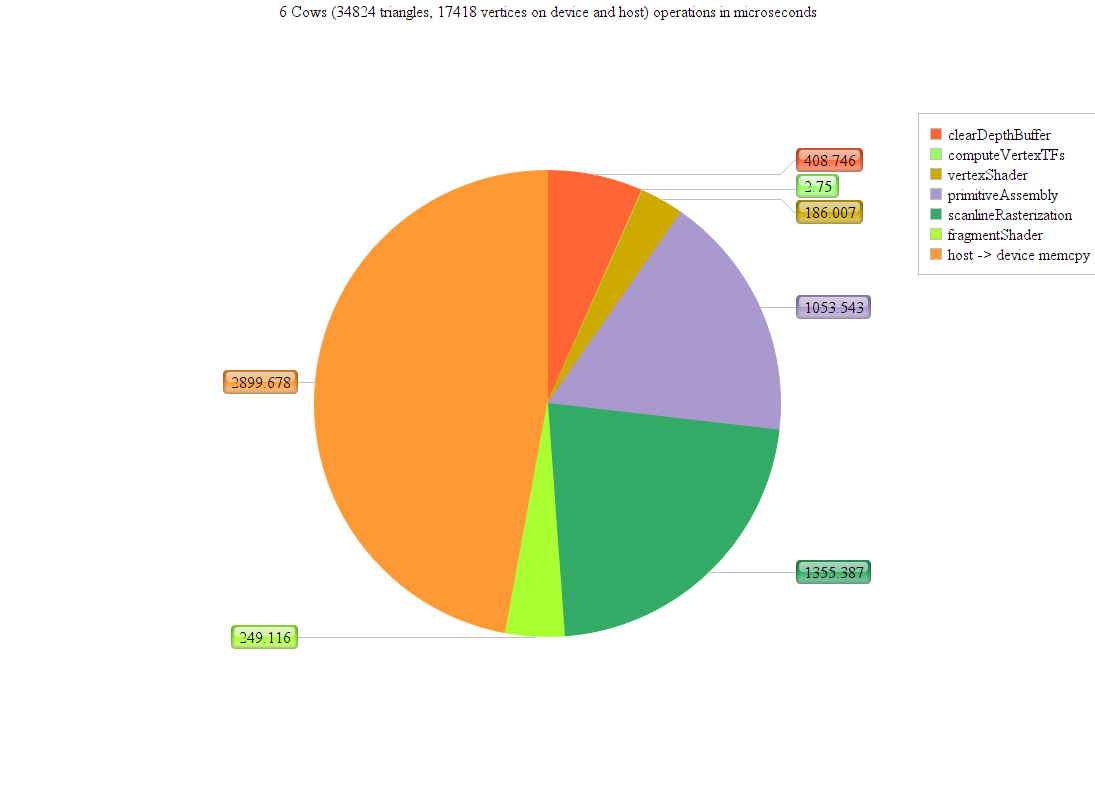 6 Cows (34824 triangles, 17418 vertices on device and host) operations in microseconds
clearDepthBuffer
computeVertexTFs
vertexShader
primitiveAssembly
scanlineRasterization
fragmentShader
host -> device memcpy
408.746
2.75
186.007
1053.543
2899.678
1355.387
249.116